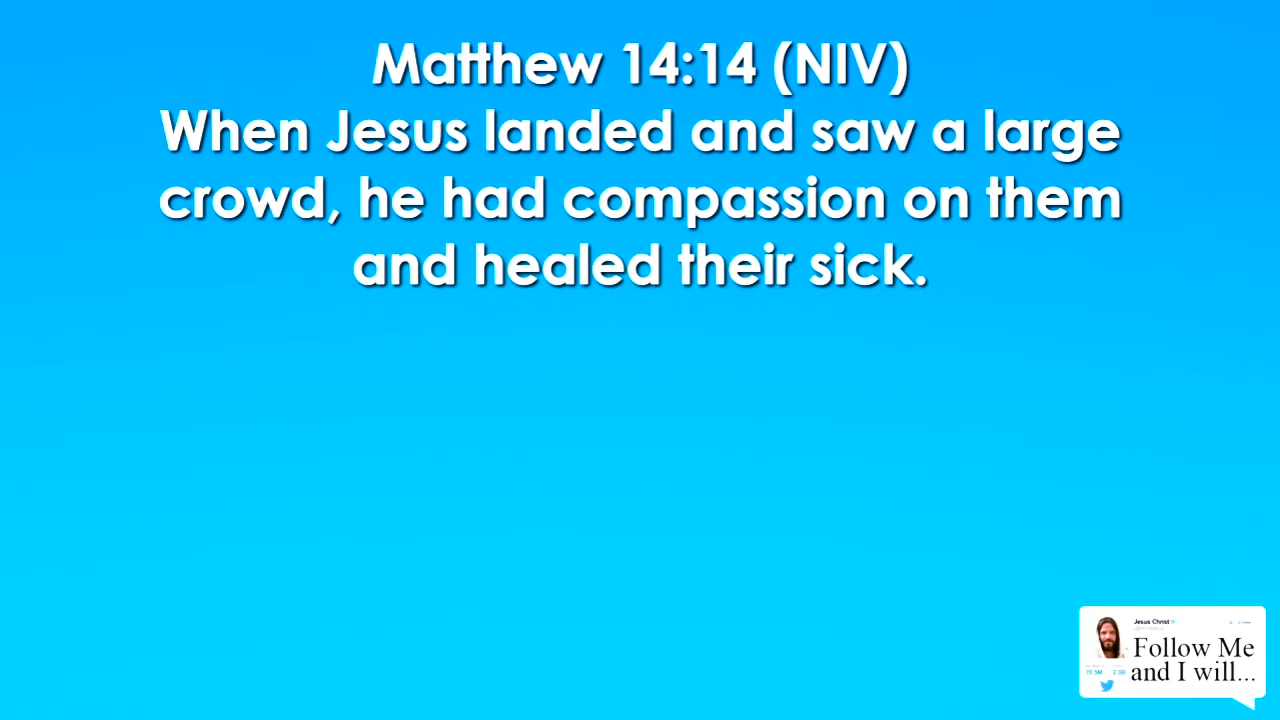 Matthew 14:14 (NIV)
When Jesus landed and saw a large
crowd, he had compassion on them
and healed their sick.
Jesus Christ
Follow Me
and I will...